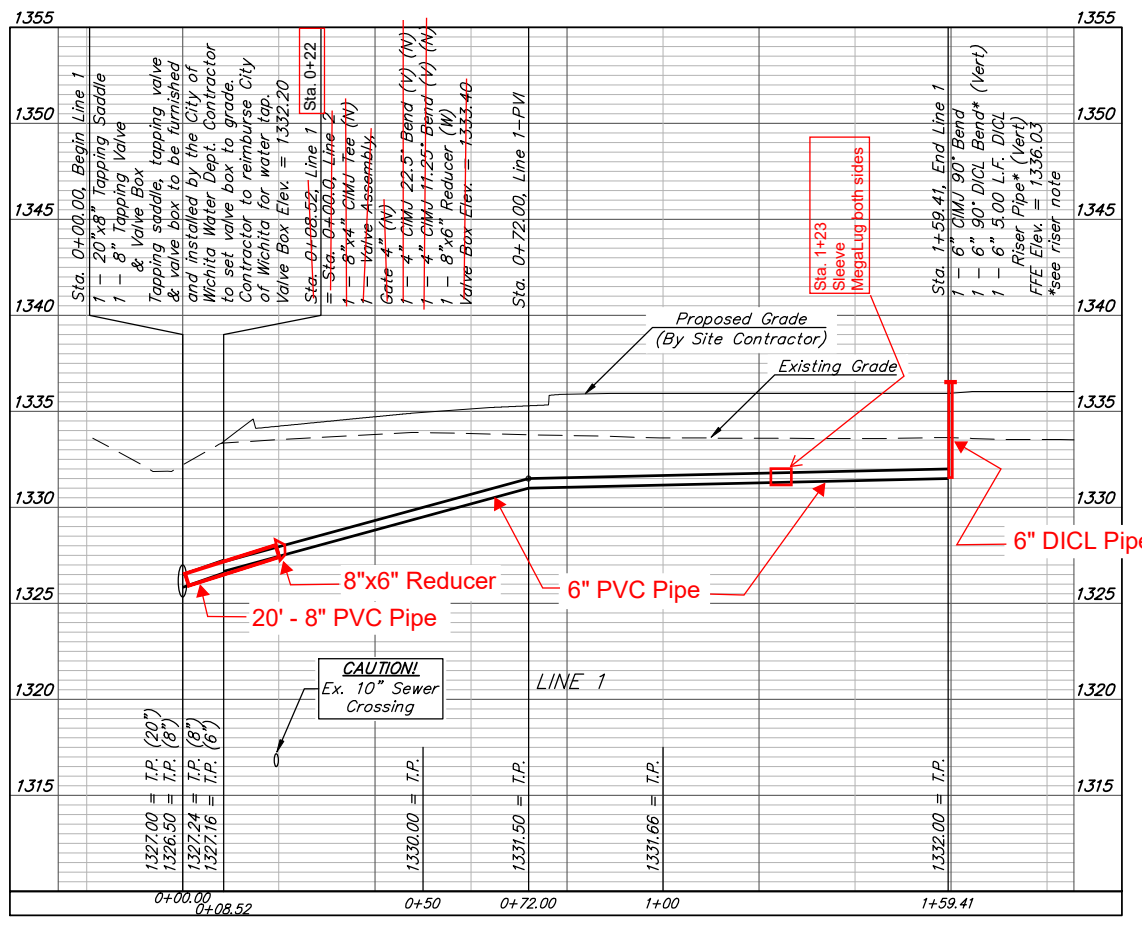 1355
1355
1350
1350
1345
1345
1340
1340
1335
1335
1330
1330
1325
1325
1320
1320
1315
1315
Sta. 0+00.00, Begin Line 1
1 - 20"x8" Tapping Saddle
1 - 8" Tapping Valve
& Valve Box
Tapping saddle, tapping valve
& valve box to be furnished
and installed by the City of
Wichita Water Dept. Contractor
to set valve box to grade.
Contractor to reimburse City
of Wichita for water tap.
Valve Box Elev. = 1332.20
Sta. 0+08.52, Line 1
Sta. 0+22
= Sta. 0+00.0, Line 2
1 - 8"x4" CIMJ Tee (N)
1 - Valve Assembly,
Gate 4" (N)
1 - 4" CIMJ 22.5° Bend (V) (N)
1 - 4" CIMJ 11.25° Bend (V) (N)
1 - 8"x6" Reducer (W)
Valve Box Elev. = 1333.40
Sta. 0+72.00, Line 1-PVI
Sta. 1+23
Sleeve
MegaLug both sides
Sta. 1+59.41, End Line 1
1 - 6" CIMJ 90° Bend
1 - 6" 90° DICL Bend* (Vert)
1 - 6" 5.00 L.F. DICL
Riser Pipe* (Vert)
FFE Elev. = 1336.03
*see riser note
Proposed Grade
(By Site Contractor)
Existing Grade
6" DICL Pipe
8"x6" Reducer
6" PVC Pipe
20' - 8" PVC Pipe
CAUTION!
Ex. 10" Sewer
Crossing
LINE 1
1327.00 = T.P. (20")
1326.50 = T.P. (8")
1327.24 = T.P. (8")
1327.16 = T.P. (6")
1330.00 = T.P.
1331.50 = T.P.
1331.66 = T.P.
1332.00 = T.P.
0+00.00
0+08.52
0+50
0+72.00
1+00
1+59.41